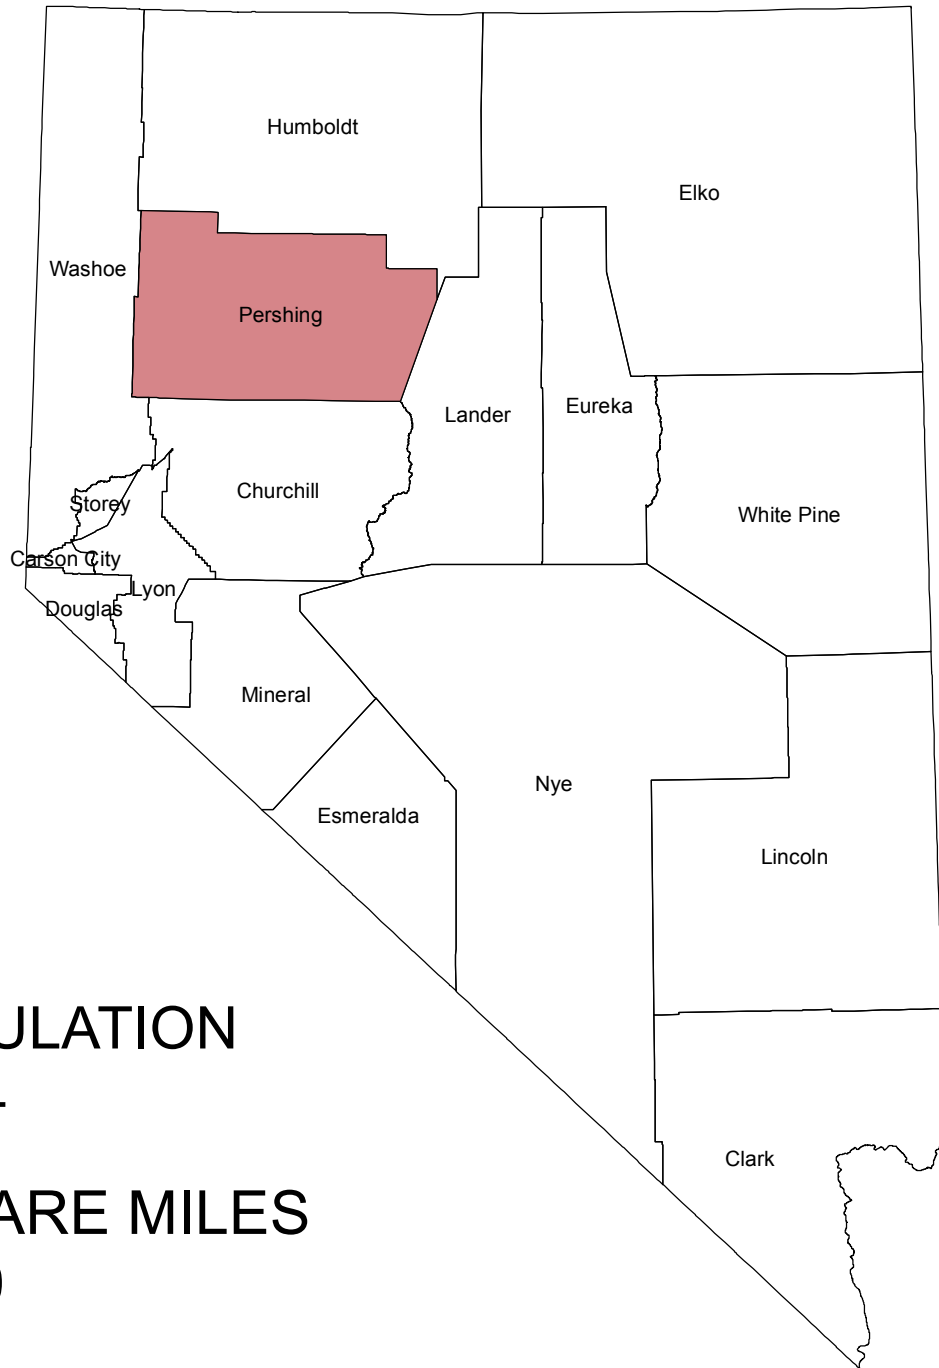 Humboldt
Elko
Washoe
Pershing
Lander
Eureka
Churchill
Storey
White Pine
Carson City
Lyon
Douglas
Mineral
Nye
Esmeralda
Lincoln
ULATION
ARE MILES
Clark